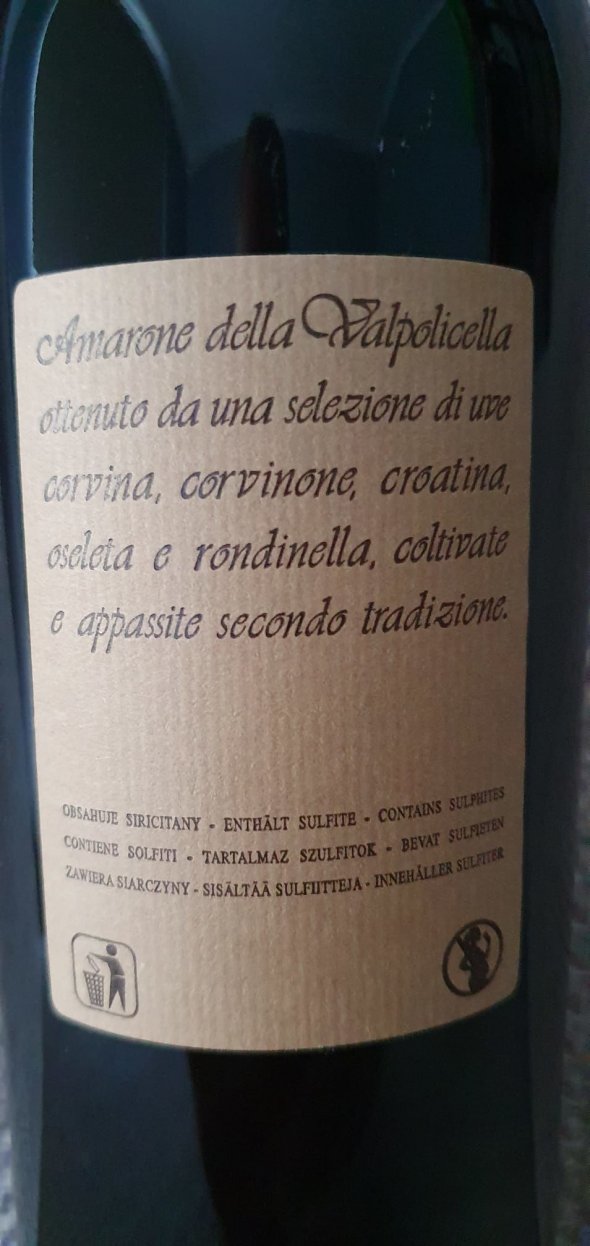 Amarone della Valpolicella
ottenuto da una selezione di uve
corvina, corvinone, croatina,
oseleta e rondinella, coltivate
e appassite secondo tradizione.
OBSAHUJE SIRICITANY - ENTHÄLT SULFITE - CONTAINS SULPHITES
CONTIENE SOLFITI - TARTALMAZ SZULFITOK - BEVAT SULFIETEN
ZAWIERA SIARCZYNY - SISÄLTÄÄ SULFIITTEJA - INNEHÅLLER SULFITER